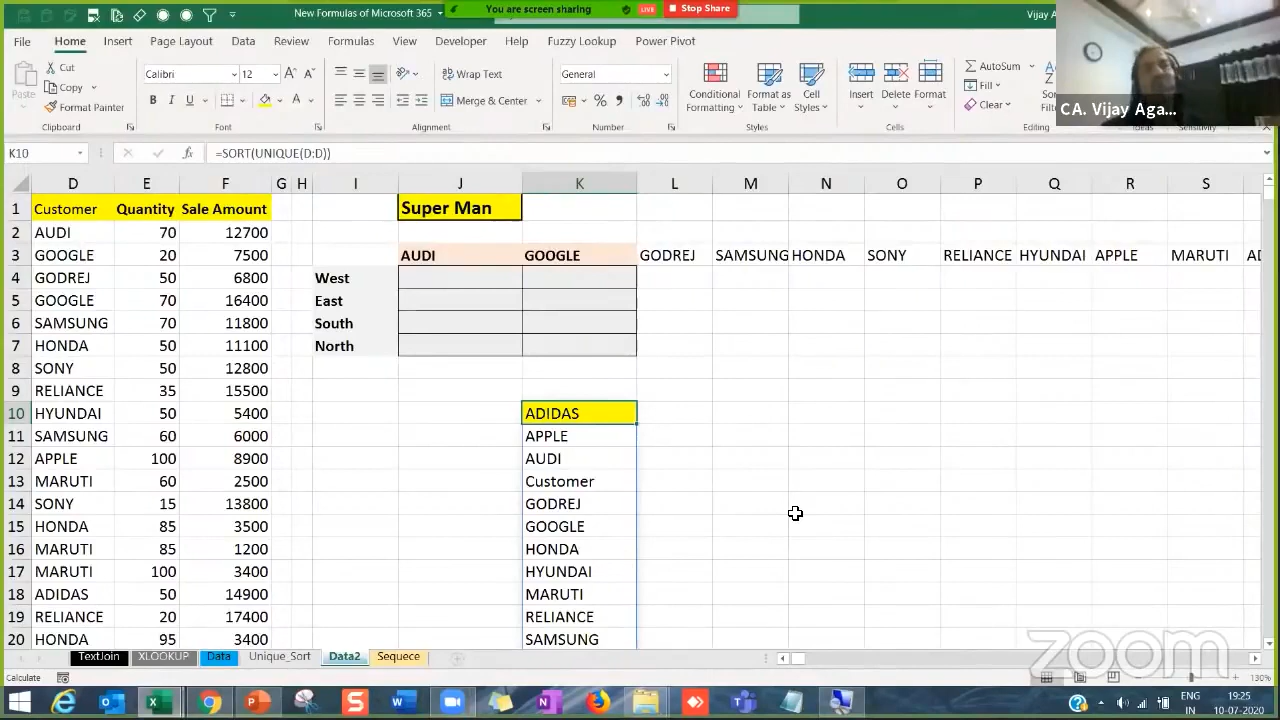 New Formulas of Microsoft 365
You are screen sharing
LIVE
Stop Share
Vijay A
File Home Insert Page Layout Data Review Formulas View Developer Help Fuzzy Lookup Power Pivot
Paste
Cut
Copy
Format Painter
Clipboard
Calibri 12
B I U
Font
Wrap Text
Merge & Center
Alignment
General
Number
Conditional Formatting
Format as Table
Cell Styles
Styles
Insert Delete Format
Cells
AutoSum
Fill
Clear
Editing
CA. Vijay Aga...
K10 fx =SORT(UNIQUE(D:D))
D E F G H I J K L M N O P Q R S
1 Customer Quantity Sale Amount Super Man
2 AUDI 70 12700
3 GOOGLE 20 7500 AUDI GOOGLE GODREJ SAMSUNG HONDA SONY RELIANCE HYUNDAI APPLE MARUTI AD
4 GODREJ 50 6800 West
5 GOOGLE 70 16400 East
6 SAMSUNG 70 11800 South
7 HONDA 50 11100 North
8 SONY 50 12800
9 RELIANCE 35 15500
10 HYUNDAI 50 5400 ADIDAS
11 SAMSUNG 60 6000 APPLE
12 APPLE 100 8900 AUDI
13 MARUTI 60 2500 Customer
14 SONY 15 13800 GODREJ
15 HONDA 85 3500 GOOGLE
16 MARUTI 85 1200 HONDA
17 MARUTI 100 3400 HYUNDAI
18 ADIDAS 50 14900 MARUTI
19 RELIANCE 20 17400 RELIANCE
20 HONDA 95 3400 SAMSUNG
zoom
TextJoin XLOOKUP Data Unique_Sort Data2 Sequece
Calculate
130%
ENG
IN
19:25
10-07-2020